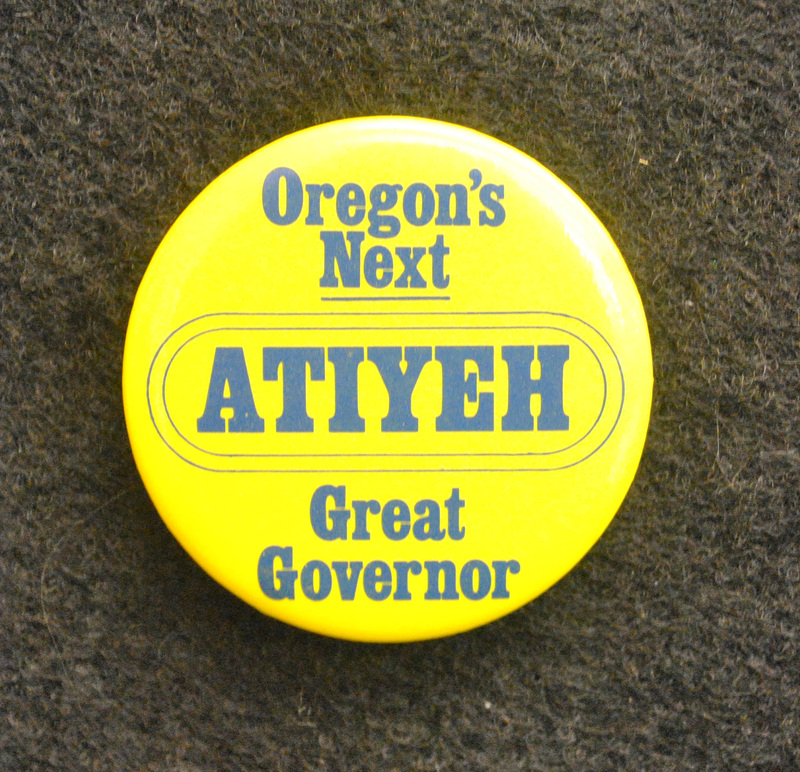 Oregon's
Next
ATIYEH
Great
Governor